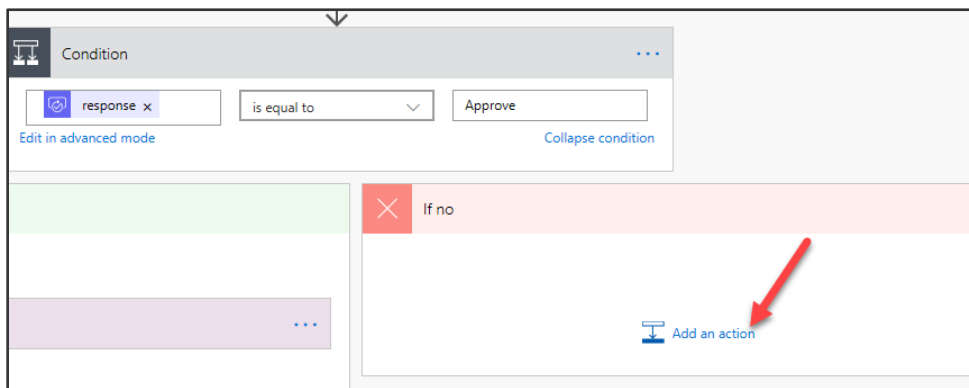 Condition
response x
is equal to
Approve
Edit in advanced mode
Collapse condition
If no
Add an action